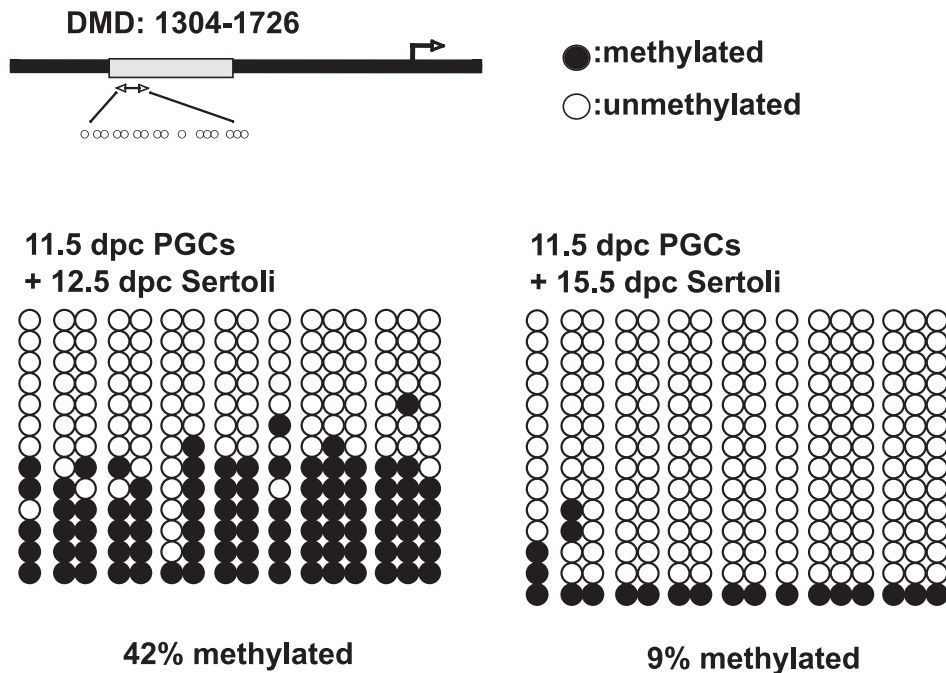 DMD: 1304-1726
:methylated
:unmethylated
11.5 dpc PGCs
+ 12.5 dpc Sertoli
11.5 dpc PGCs
+ 15.5 dpc Sertoli
42% methylated
9% methylated